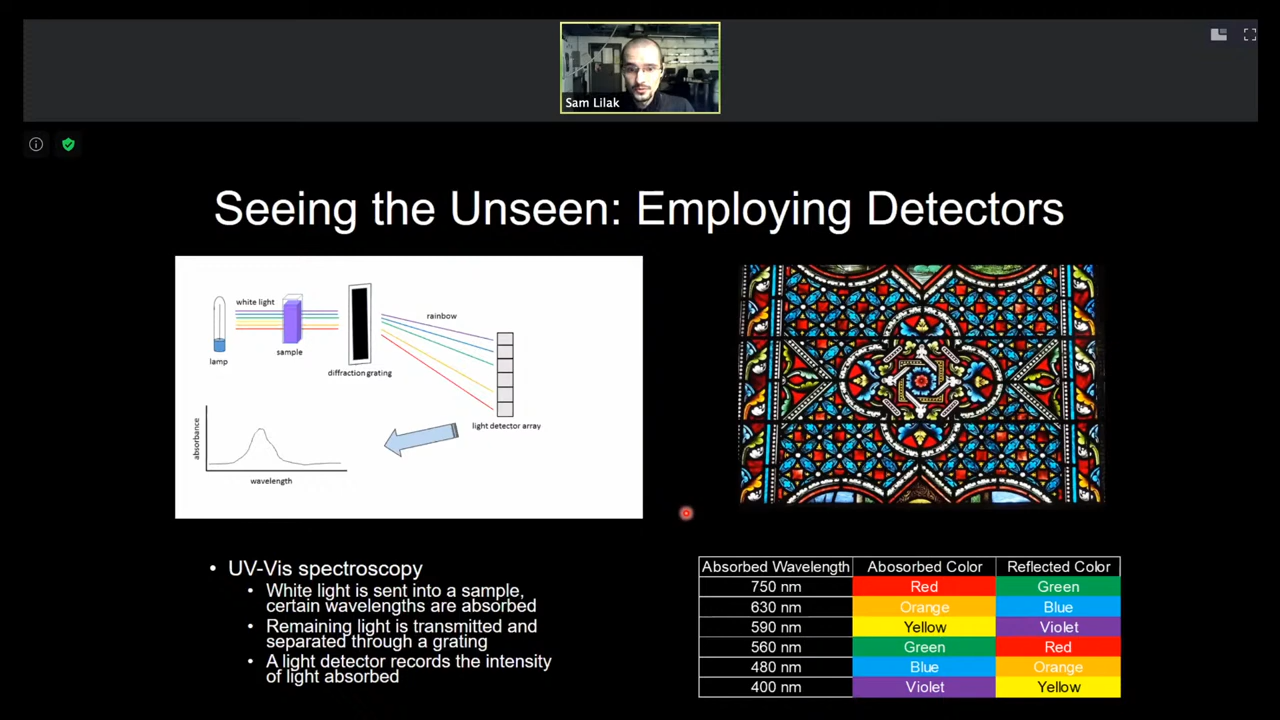 Sam Lilak
Seeing the Unseen: Employing Detectors
white light
rainbow
lamp
sample
diffraction grating
light detector array
absorbance
wavelength
• UV-Vis spectroscopy
• White light is sent into a sample,
certain wavelengths are absorbed
• Remaining light is transmitted and
separated through a grating
• A light detector records the intensity
of light absorbed
Absorbed Wavelength Abosorbed Color Reflected Color
750 nm Red Green
630 nm Orange Blue
590 nm Yellow Violet
560 nm Green Red
480 nm Blue Orange
400 nm Violet Yellow